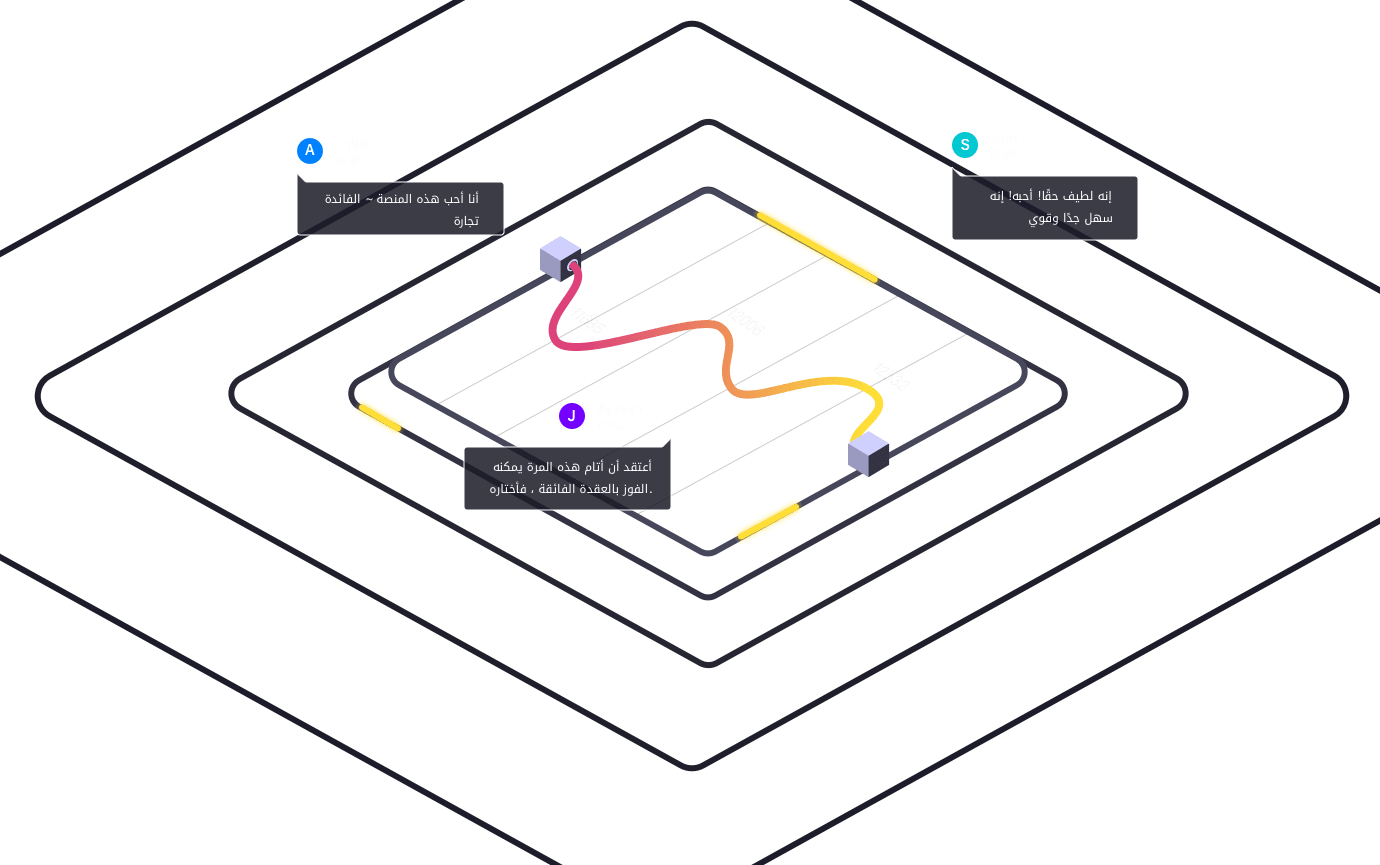 A
أنا أحب هذه المنصة ~ الفائدة
تجارة
S
إنه لطيف حقًا! أحبه! إنه
سهل جدًا وقوي
12006
J
أعتقد أن أتام هذه المرة يمكنه
.الفوز بالعقدة الفائقة ، فأختاره